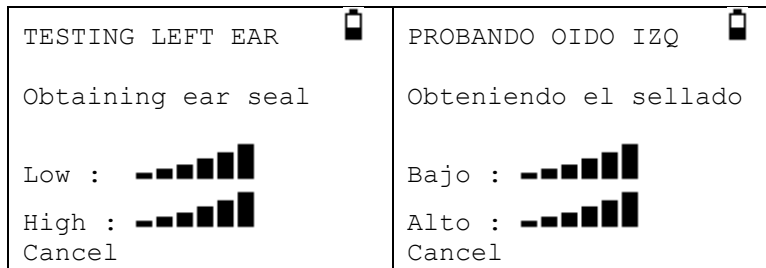 TESTING LEFT EAR
Obtaining ear seal
Low :
High :
Cancel
PROBANDO OIDO IZQ
Obteniendo el sellado
Bajo :
Alto :
Cancel